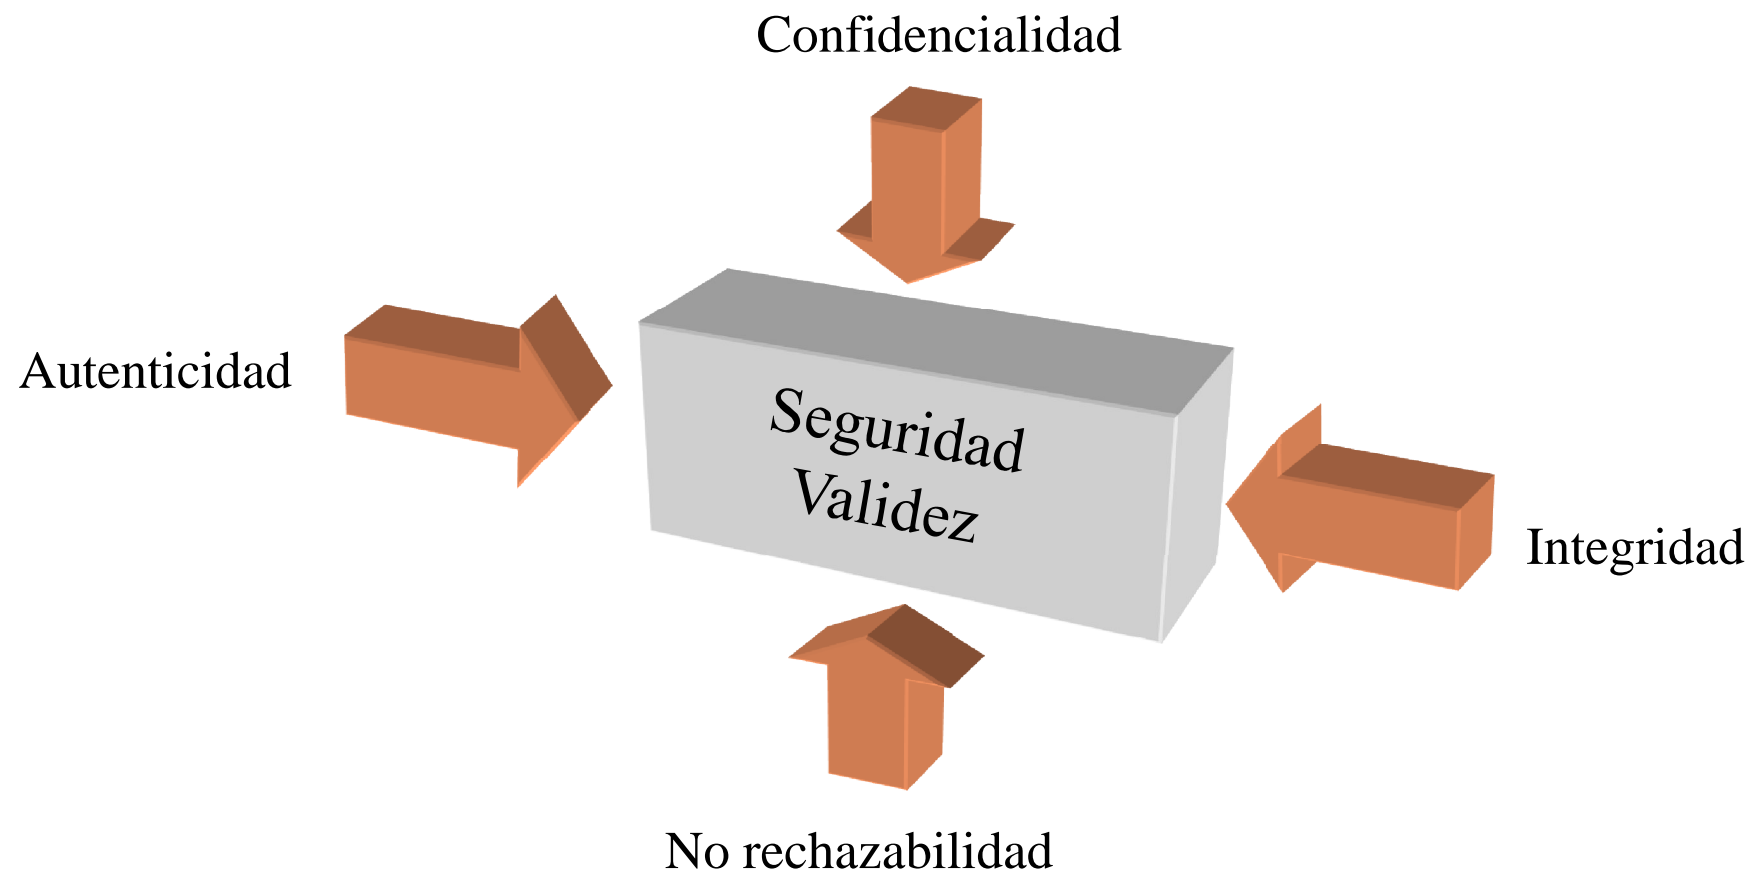 Confidencialidad
Autenticidad
Seguridad
Validez
Integridad
No rechazabilidad